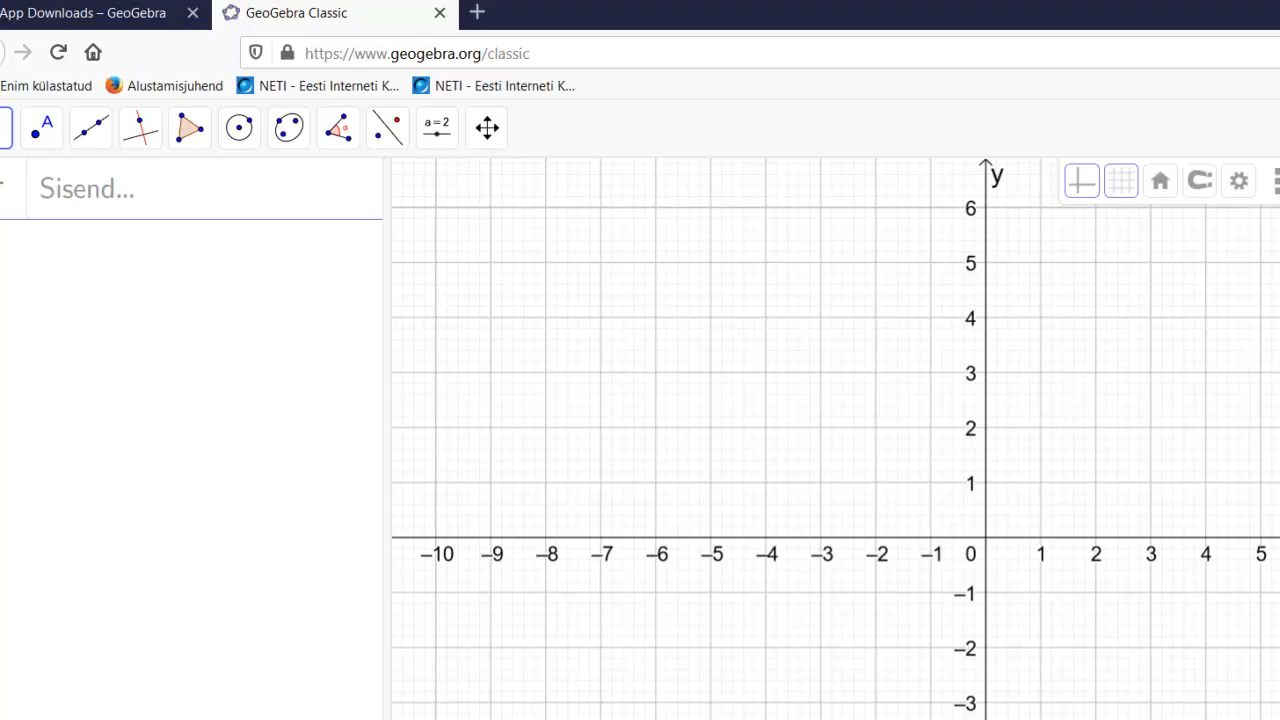 App Downloads – GeoGebra
GeoGebra Classic
https://www.geogebra.org/classic
Enim külastatud
Alustamisjuhend
NETI - Eesti Interneti K...
NETI - Eesti Interneti K...
A
α
a = 2
Sisend...
y
6
5
4
3
2
1
–10 –9 –8 –7 –6 –5 –4 –3 –2 –1 0 1 2 3 4 5
–1
–2
–3